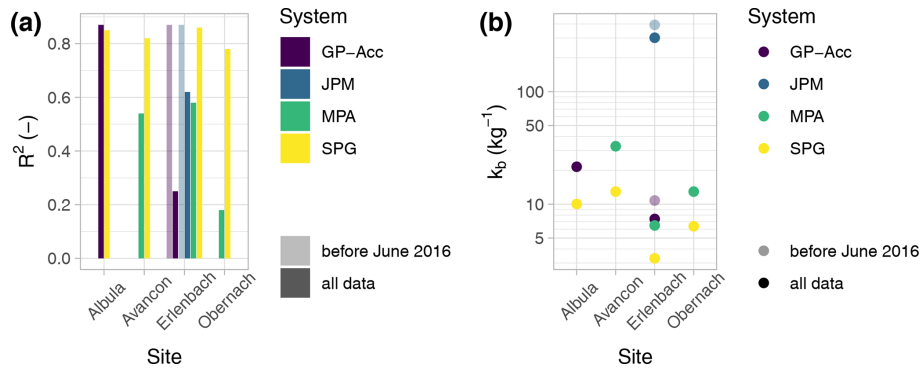 (a)
R² (−)
0.8
0.6
0.4
0.2
0.0
Albula
Avancon
Erlenbach
Obernach
Site
System
GP−Acc
JPM
MPA
SPG
before June 2016
all data
(b)
k_b (kg⁻¹)
100
50
10
5
Albula
Avancon
Erlenbach
Obernach
Site
System
GP−Acc
JPM
MPA
SPG
before June 2016
all data